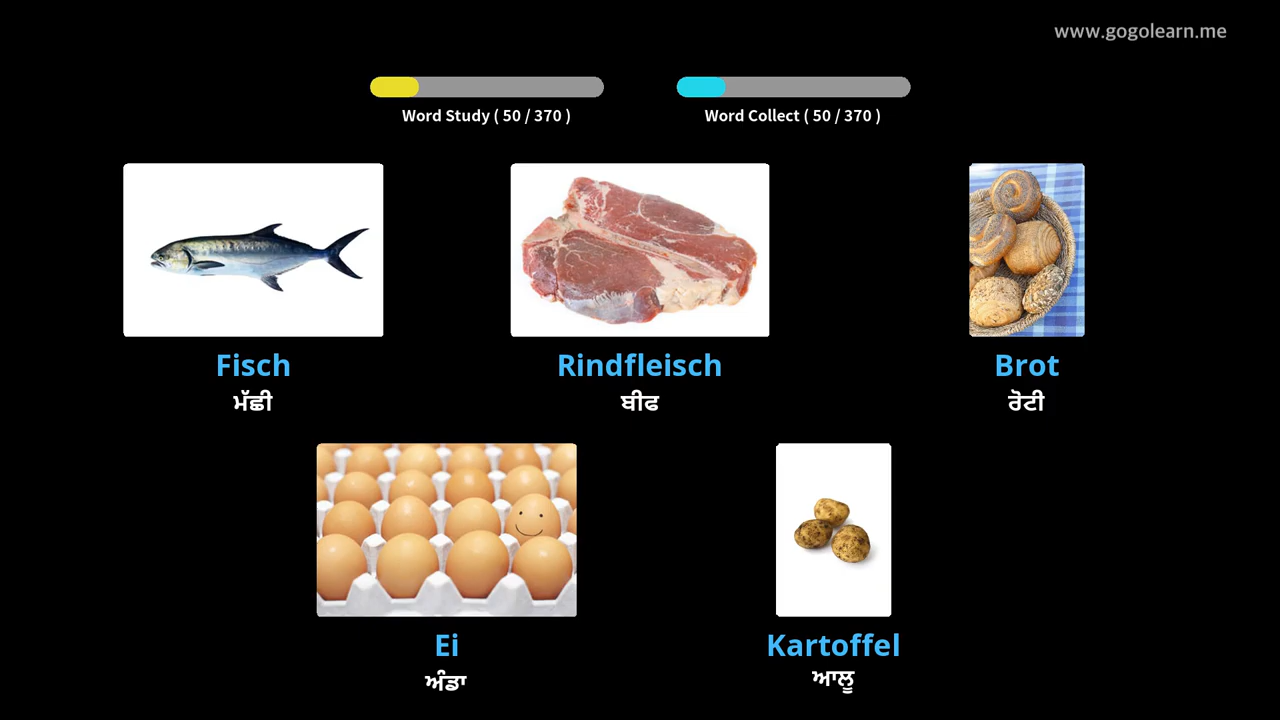 www.gogolearn.me
Word Study ( 50 / 370 )
Word Collect ( 50 / 370 )
Fisch
ਮੱਛੀ
Rindfleisch
ਬੀਫ
Brot
ਰੋਟੀ
Ei
ਅੰਡਾ
Kartoffel
ਆਲੂ